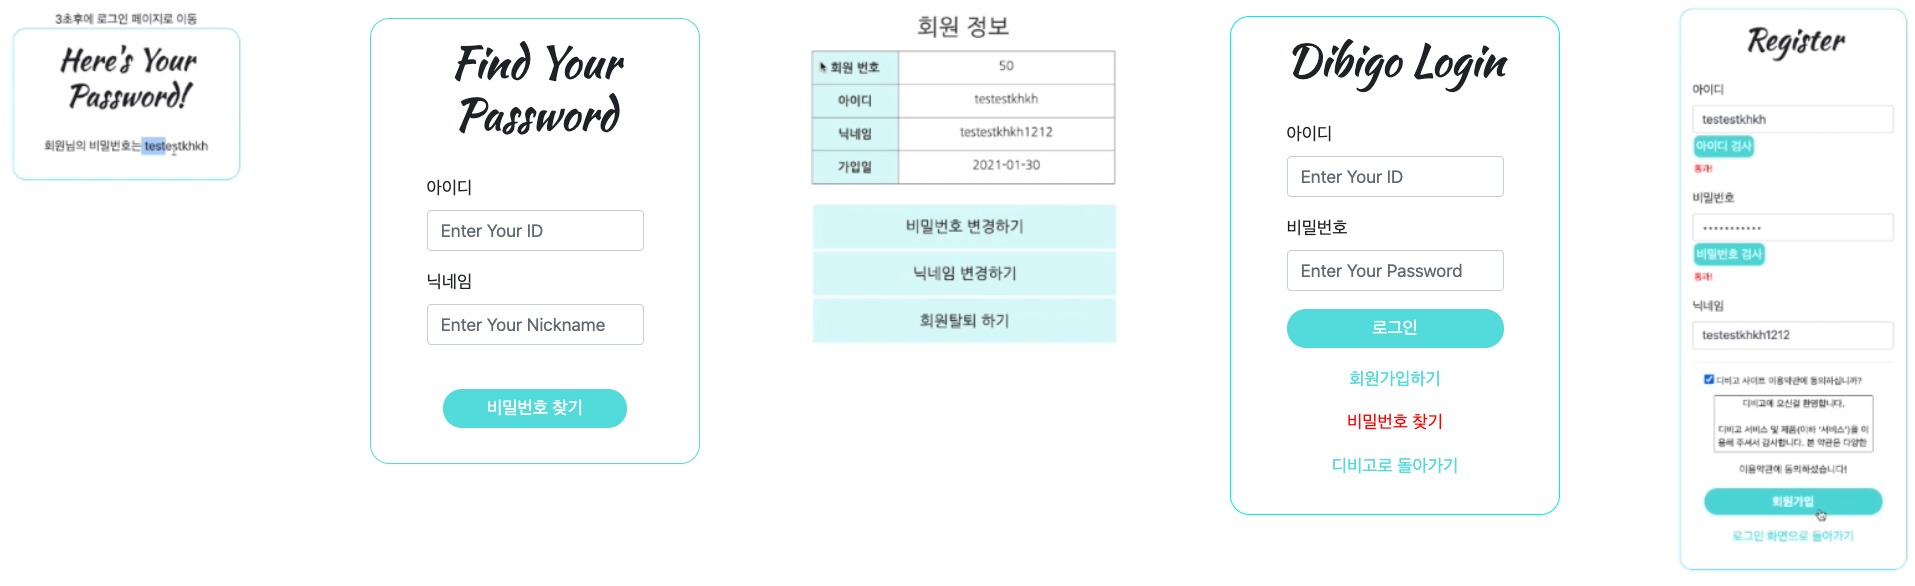 3초후에 로그인 페이지로 이동
Here's Your
Password!
회원님의 비밀번호는 testestkhkh
Find Your
Password
아이디
Enter Your ID
닉네임
Enter Your Nickname
비밀번호 찾기
회원 정보
회원 번호 50
아이디 testestkhkh
닉네임 testestkhkh1212
가입일 2021-01-30
비밀번호 변경하기
닉네임 변경하기
회원탈퇴 하기
Dibigo Login
아이디
Enter Your ID
비밀번호
Enter Your Password
로그인
회원가입하기
비밀번호 찾기
디비고로 돌아가기
Register
아이디
testestkhkh
아이디 검사
통과!
비밀번호
•••••••••••
비밀번호 검사
통과!
닉네임
testestkhkh1212
디비고 사이트 이용약관에 동의하십니까?
디비고에 오신걸 환영합니다.
디비고 서비스 및 제품(이하 '서비스')을 이
용해 주셔서 감사합니다. 본 약관은 다양한
이용약관에 동의하셨습니다!
회원가입
로그인 화면으로 돌아가기